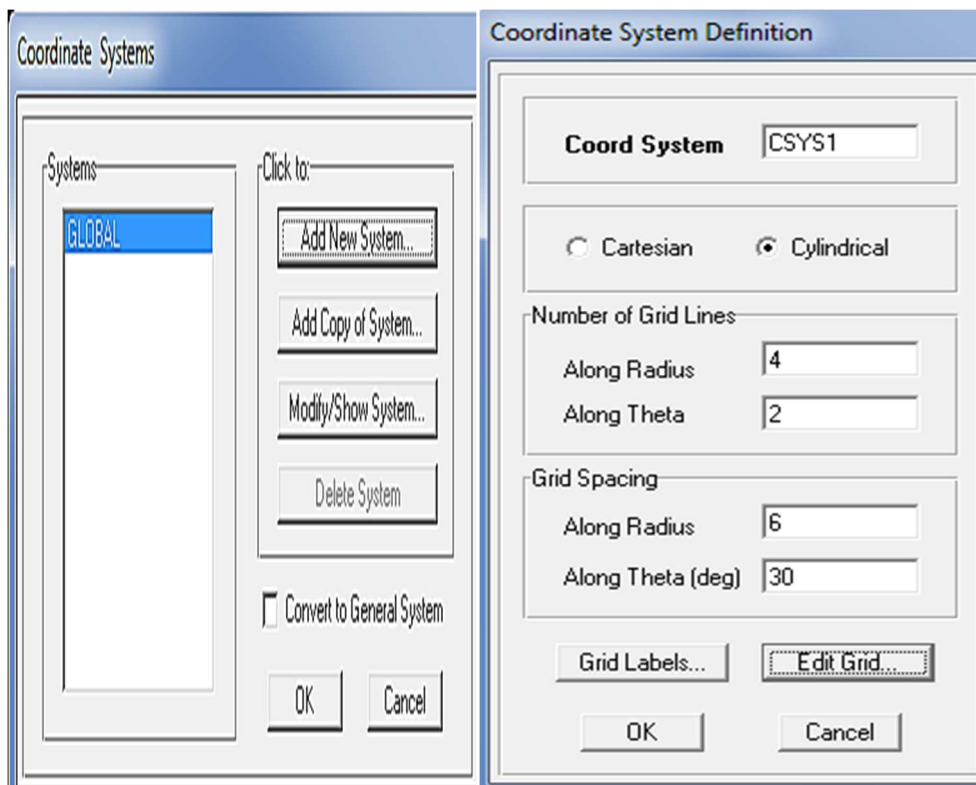 Coordinate Systems
Systems
GLOBAL
Click to:
Add New System...
Add Copy of System...
Modify/Show System...
Delete System
Convert to General System
OK
Cancel
Coordinate System Definition
Coord System
CSYS1
Cartesian
Cylindrical
Number of Grid Lines
Along Radius
4
Along Theta
2
Grid Spacing
Along Radius
6
Along Theta (deg)
30
Grid Labels...
Edit Grid...
OK
Cancel